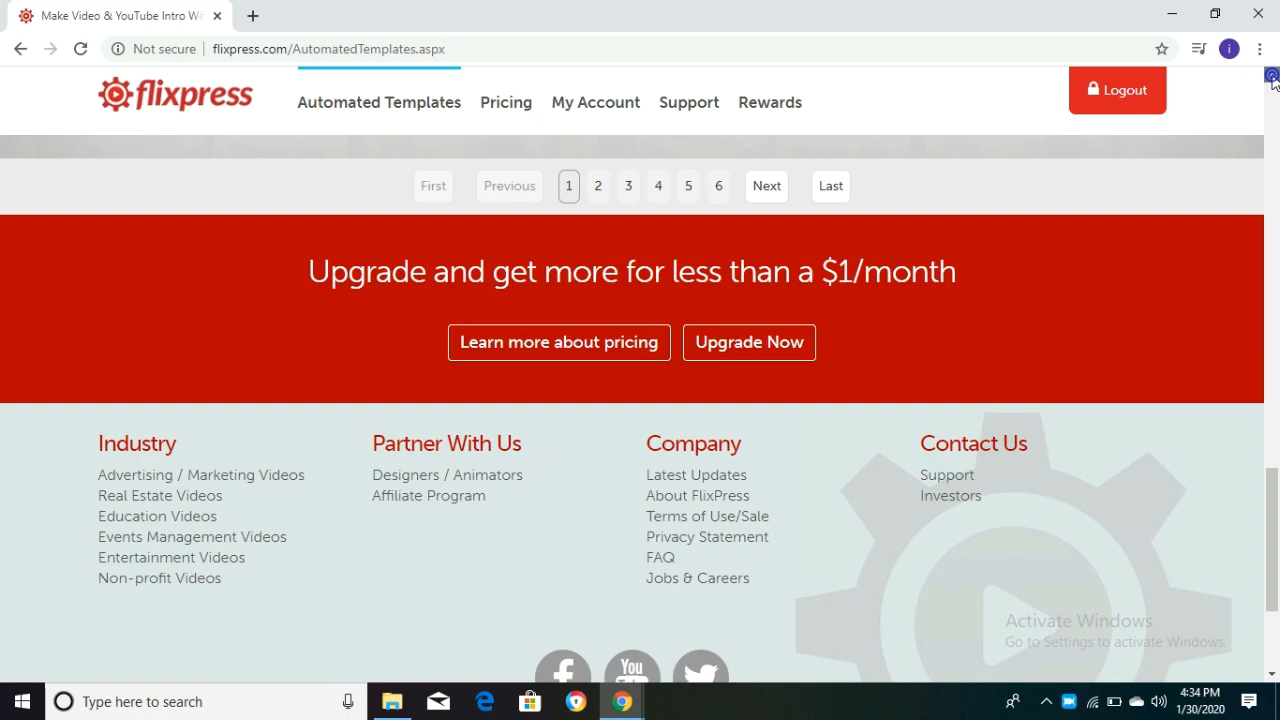 Make Video & YouTube Intro Wit
Not secure
flixpress.com/AutomatedTemplates.aspx
i
flixpress
Automated Templates
Pricing
My Account
Support
Rewards
Logout
First
Previous
1
2
3
4
5
6
Next
Last
Upgrade and get more for less than a $1/month
Learn more about pricing
Upgrade Now
Industry
Advertising / Marketing Videos
Real Estate Videos
Education Videos
Events Management Videos
Entertainment Videos
Non-profit Videos
Partner With Us
Designers / Animators
Affiliate Program
Company
Latest Updates
About FlixPress
Terms of Use/Sale
Privacy Statement
FAQ
Jobs & Careers
Contact Us
Support
Investors
Activate Windows
Go to Settings to activate Windows.
f
You
Type here to search
4:34 PM
1/30/2020